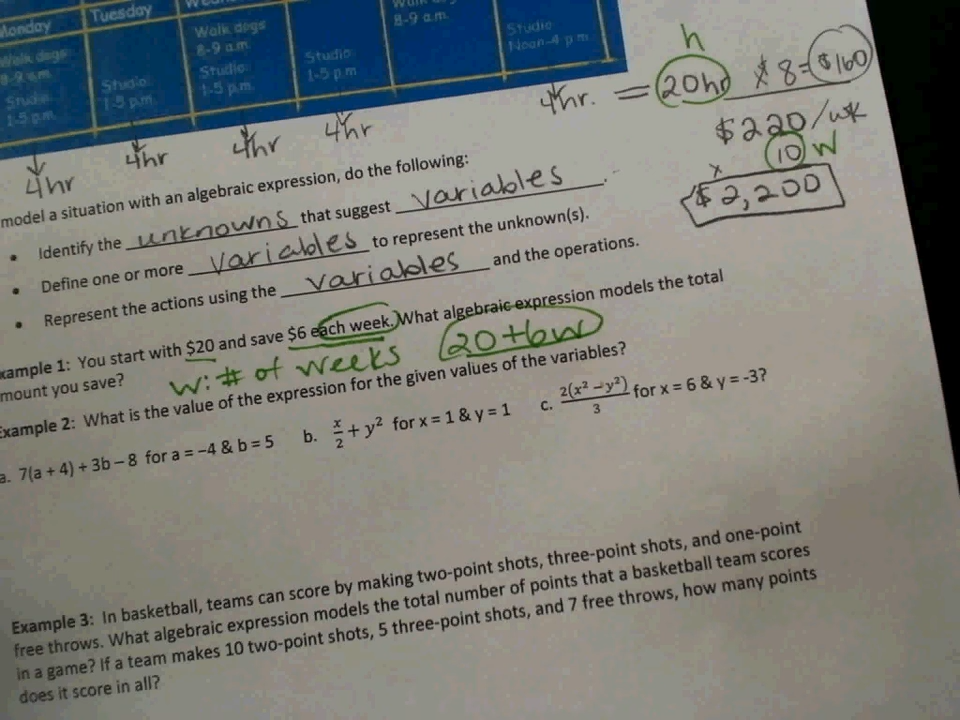 Monday Tuesday
Walk dogs
8-9 a.m.
Studio
1-5 p.m.
Studio
1-5 p.m.
Walk dogs
8-9 a.m.
Studio
1-5 p.m.
Studio
1-5 p.m
8-9 a.m.
Studio
Noon-4 p.m
4hr 4hr 4hr 4hr 4hr. = 20hr x $8 = $160
h
$220/wk
x 10 w
$2,200
model a situation with an algebraic expression, do the following:
• Identify the unknowns that suggest variables.
• Define one or more variables to represent the unknown(s).
• Represent the actions using the variables and the operations.
xample 1: You start with $20 and save $6 each week. What algebraic expression models the total
mount you save?
w: # of weeks 20+6w
Example 2: What is the value of the expression for the given values of the variables?
a. 7(a + 4) + 3b – 8 for a = –4 & b = 5 b. x/2 + y² for x = 1 & y = 1 c. 2(x² – y²)/3 for x = 6 & y = -3?
Example 3: In basketball, teams can score by making two-point shots, three-point shots, and one-point
free throws. What algebraic expression models the total number of points that a basketball team scores
in a game? If a team makes 10 two-point shots, 5 three-point shots, and 7 free throws, how many points
does it score in all?